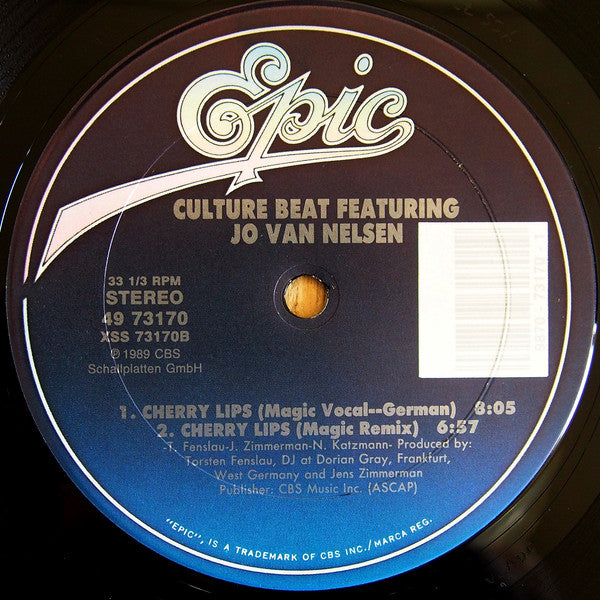 Epic
CULTURE BEAT FEATURING
JO VAN NELSEN
33 1/3 RPM
STEREO
49 73170
XSS 73170B
℗ 1989 CBS
Schallplatten GmbH
1. CHERRY LIPS (Magic Vocal--German) 8:05
2. CHERRY LIPS (Magic Remix) 6:57
-T. Fenslau-J. Zimmerman-N. Katzmann- Produced by:
Torsten Fenslau, DJ at Dorian Gray, Frankfurt,
West Germany and Jens Zimmerman
Publisher: CBS Music Inc. (ASCAP)
"EPIC", IS A TRADEMARK OF CBS INC./MARCA REG.